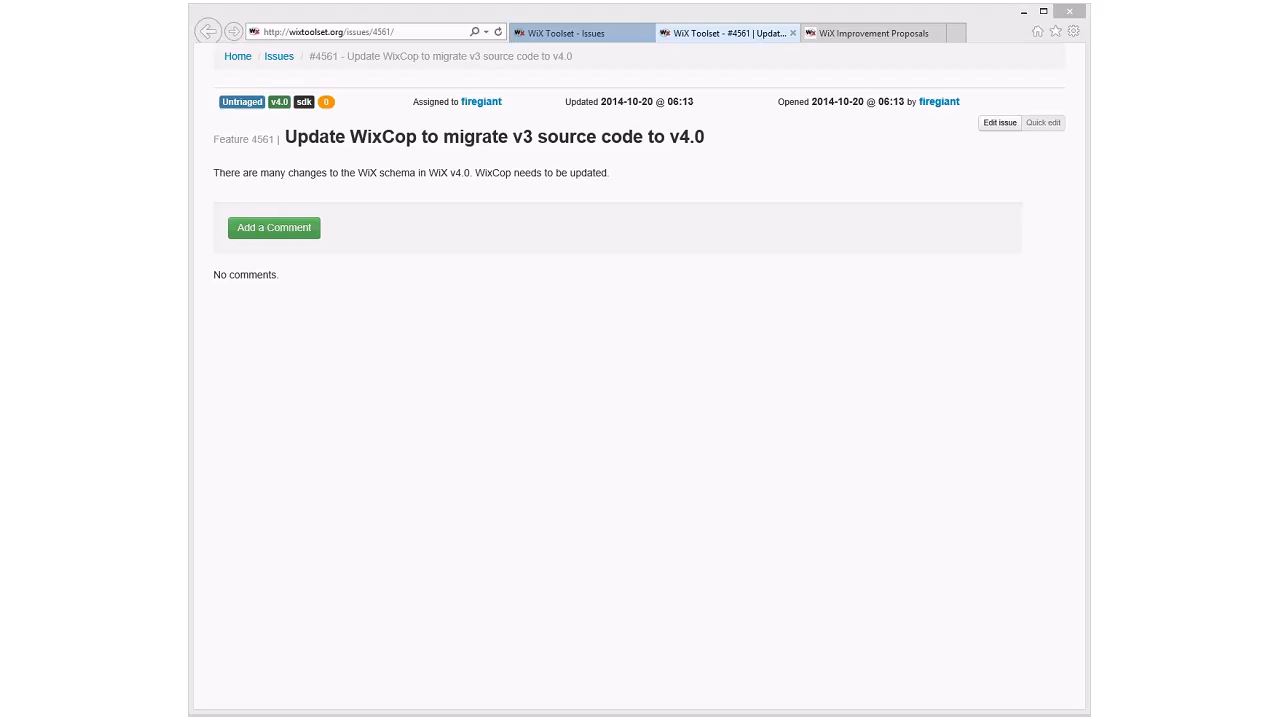 http://wixtoolset.org/issues/4561/
WiX Toolset - Issues
WiX Toolset - #4561 | Updat...
WiX Improvement Proposals
Home / Issues / #4561 - Update WixCop to migrate v3 source code to v4.0
Untriaged v4.0 sdk 0
Assigned to firegiant
Updated 2014-10-20 @ 06:13
Opened 2014-10-20 @ 06:13 by firegiant
Edit issue Quick edit
Feature 4561 | Update WixCop to migrate v3 source code to v4.0
There are many changes to the WiX schema in WiX v4.0. WixCop needs to be updated.
Add a Comment
No comments.